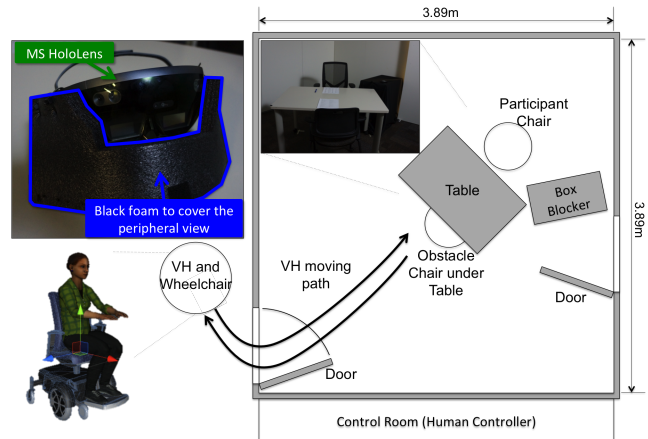 3.89m
MS HoloLens
Participant
Chair
Table
Box
Blocker
3.89m
Black foam to cover the
peripheral view
VH and
Wheelchair
VH moving
path
Obstacle
Chair under
Table
Door
Door
Control Room (Human Controller)